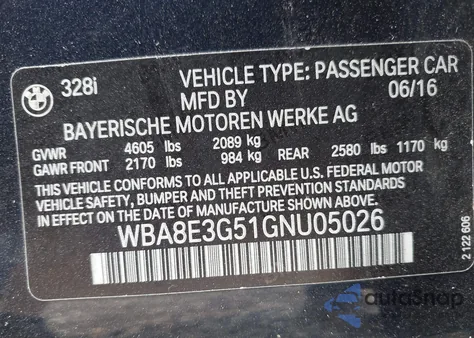 BMW 328i VEHICLE TYPE: PASSENGER CAR
MFD BY 06/16
BAYERISCHE MOTOREN WERKE AG
GVWR 4605 lbs 2089 kg
GAWR FRONT 2170 lbs 984 kg REAR 2580 lbs 1170 kg
THIS VEHICLE CONFORMS TO ALL APPLICABLE U.S. FEDERAL MOTOR
VEHICLE SAFETY, BUMPER AND THEFT PREVENTION STANDARDS
IN EFFECT ON THE DATE OF MANUFACTURE SHOWN ABOVE.
WBA8E3G51GNU05026
2 122 606
autoSnap